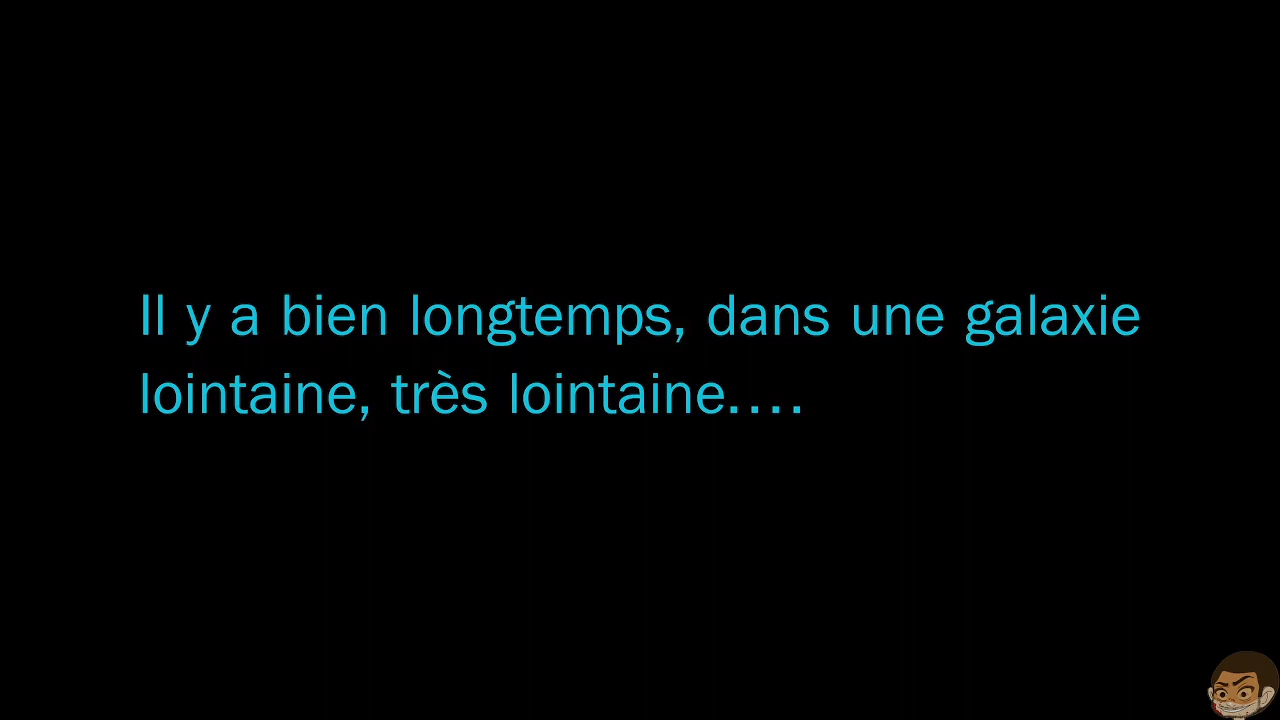 Il y a bien longtemps, dans une galaxie
lointaine, très lointaine....